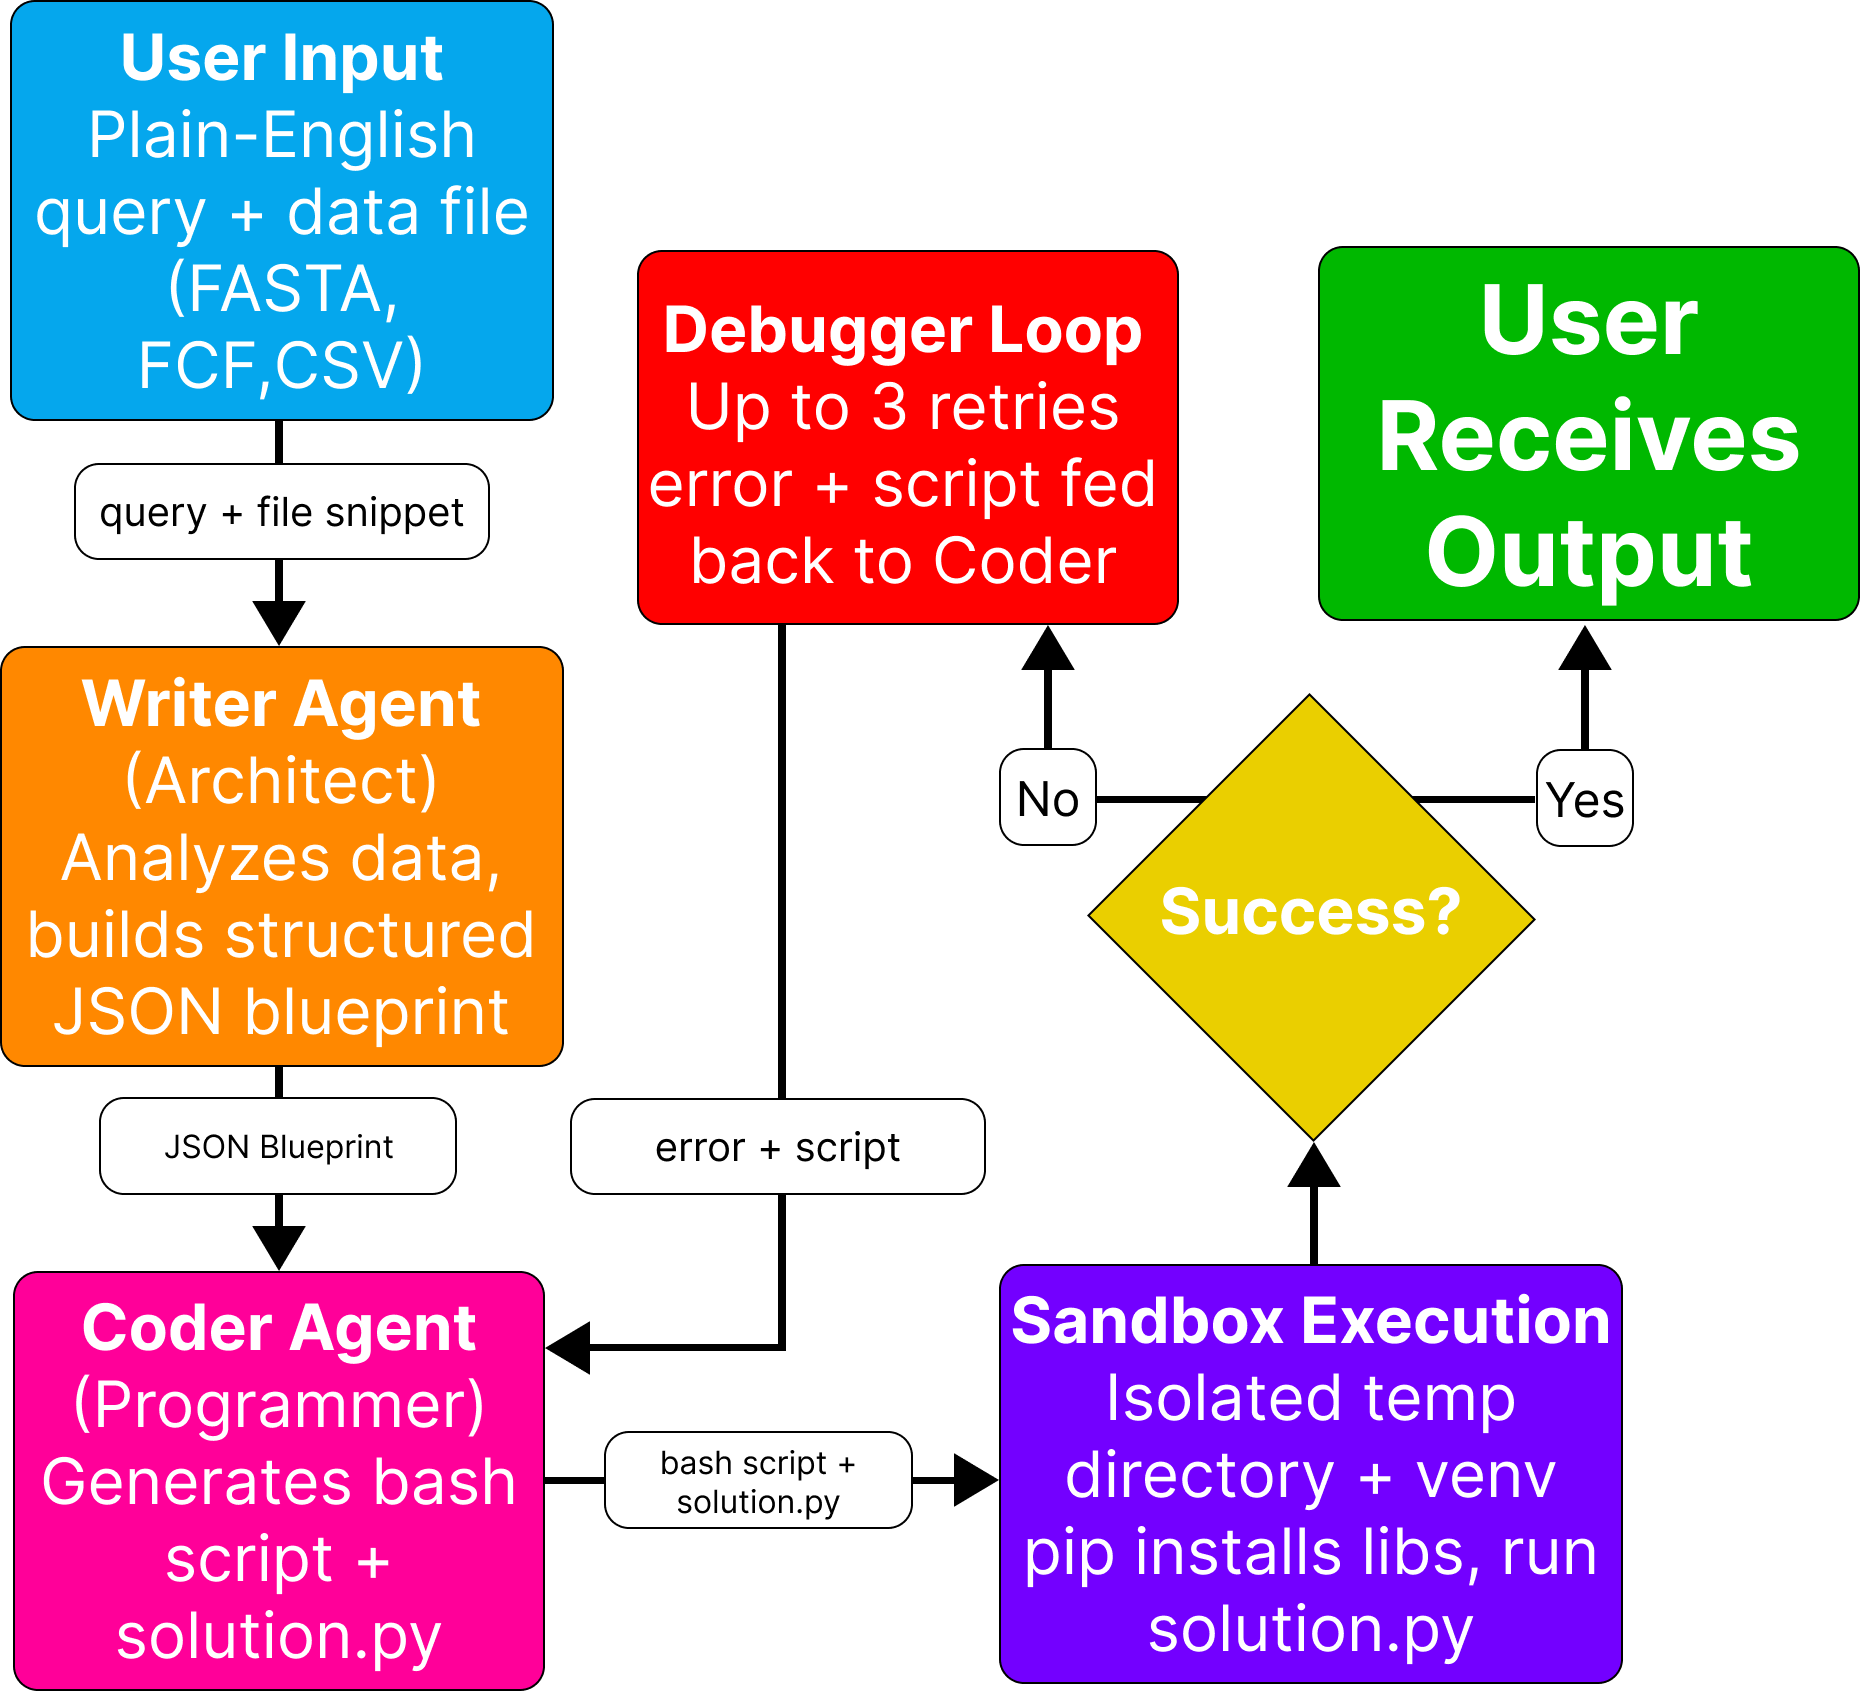 User Input
Plain-English
query + data file
(FASTA,
FCF,CSV)
query + file snippet
Writer Agent
(Architect)
Analyzes data,
builds structured
JSON blueprint
JSON Blueprint
Coder Agent
(Programmer)
Generates bash
script +
solution.py
bash script +
solution.py
Sandbox Execution
Isolated temp
directory + venv
pip installs libs, run
solution.py
Success?
No
Debugger Loop
Up to 3 retries
error + script fed
back to Coder
error + script
Yes
User
Receives
Output